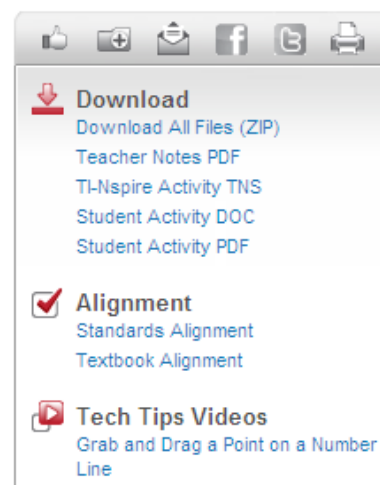 Download
Download All Files (ZIP)
Teacher Notes PDF
TI-Nspire Activity TNS
Student Activity DOC
Student Activity PDF
Alignment
Standards Alignment
Textbook Alignment
Tech Tips Videos
Grab and Drag a Point on a Number
Line